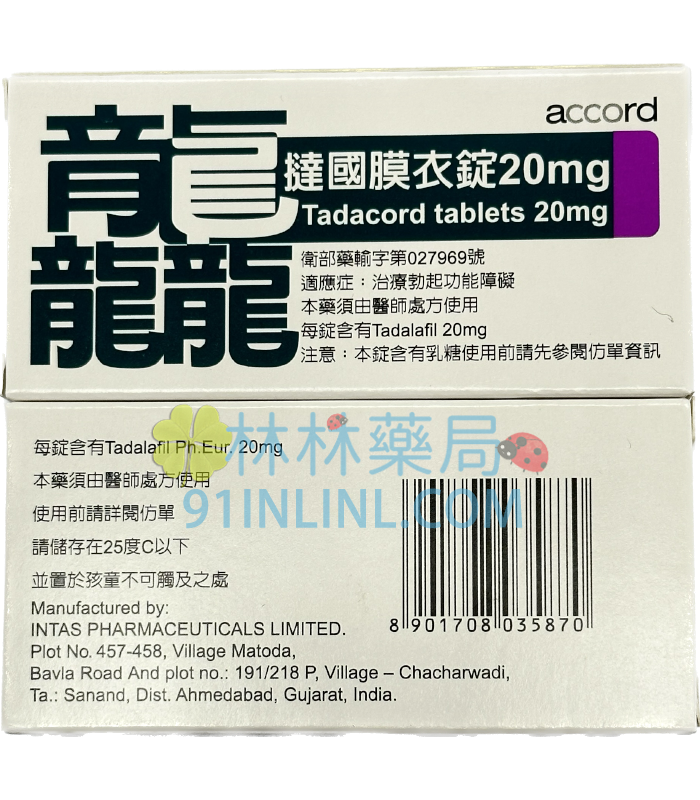 accord
龍
龍龍
撻國膜衣錠20mg
Tadacord tablets 20mg
衛部藥輸字第027969號
適應症：治療勃起功能障礙
本藥須由醫師處方使用
每錠含有Tadalafil 20mg
注意：本錠含有乳糖使用前請先參閱仿單資訊
林林藥局
91INLINL.COM
每錠含有Tadalafil Ph.Eur. 20mg
本藥須由醫師處方使用
使用前請詳閱仿單
請儲存在25度C以下
並置於孩童不可觸及之處
Manufactured by:
INTAS PHARMACEUTICALS LIMITED.
Plot No. 457-458, Village Matoda,
Bavla Road And plot no.: 191/218 P, Village – Chacharwadi,
Ta.: Sanand, Dist. Ahmedabad, Gujarat, India.
8 901708 035870